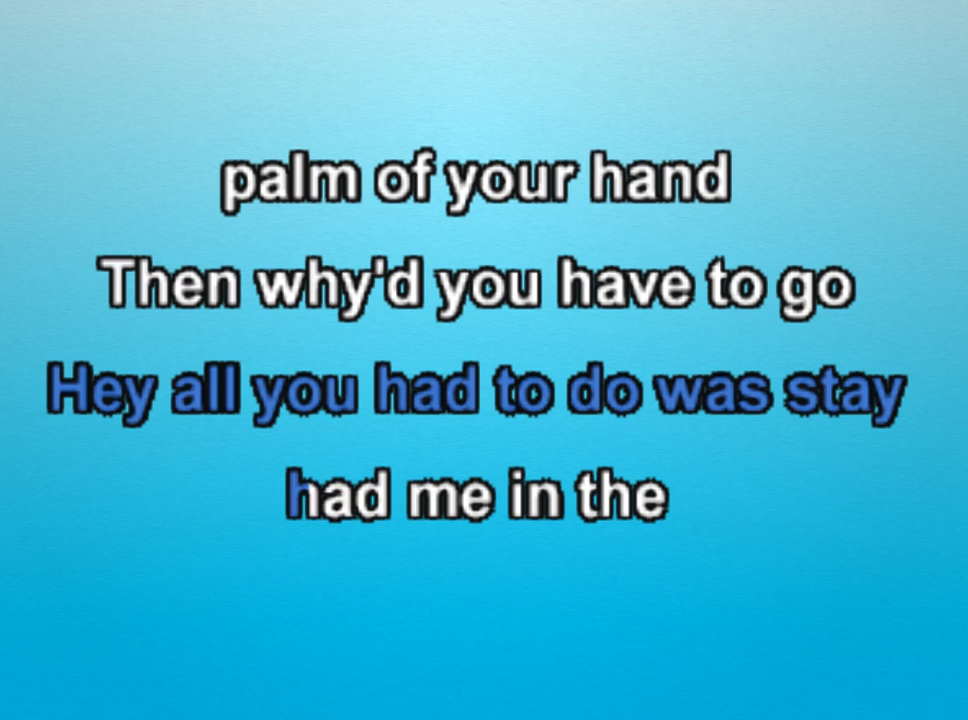 palm of your hand
Then why'd you have to go
Hey all you had to do was stay
had me in the